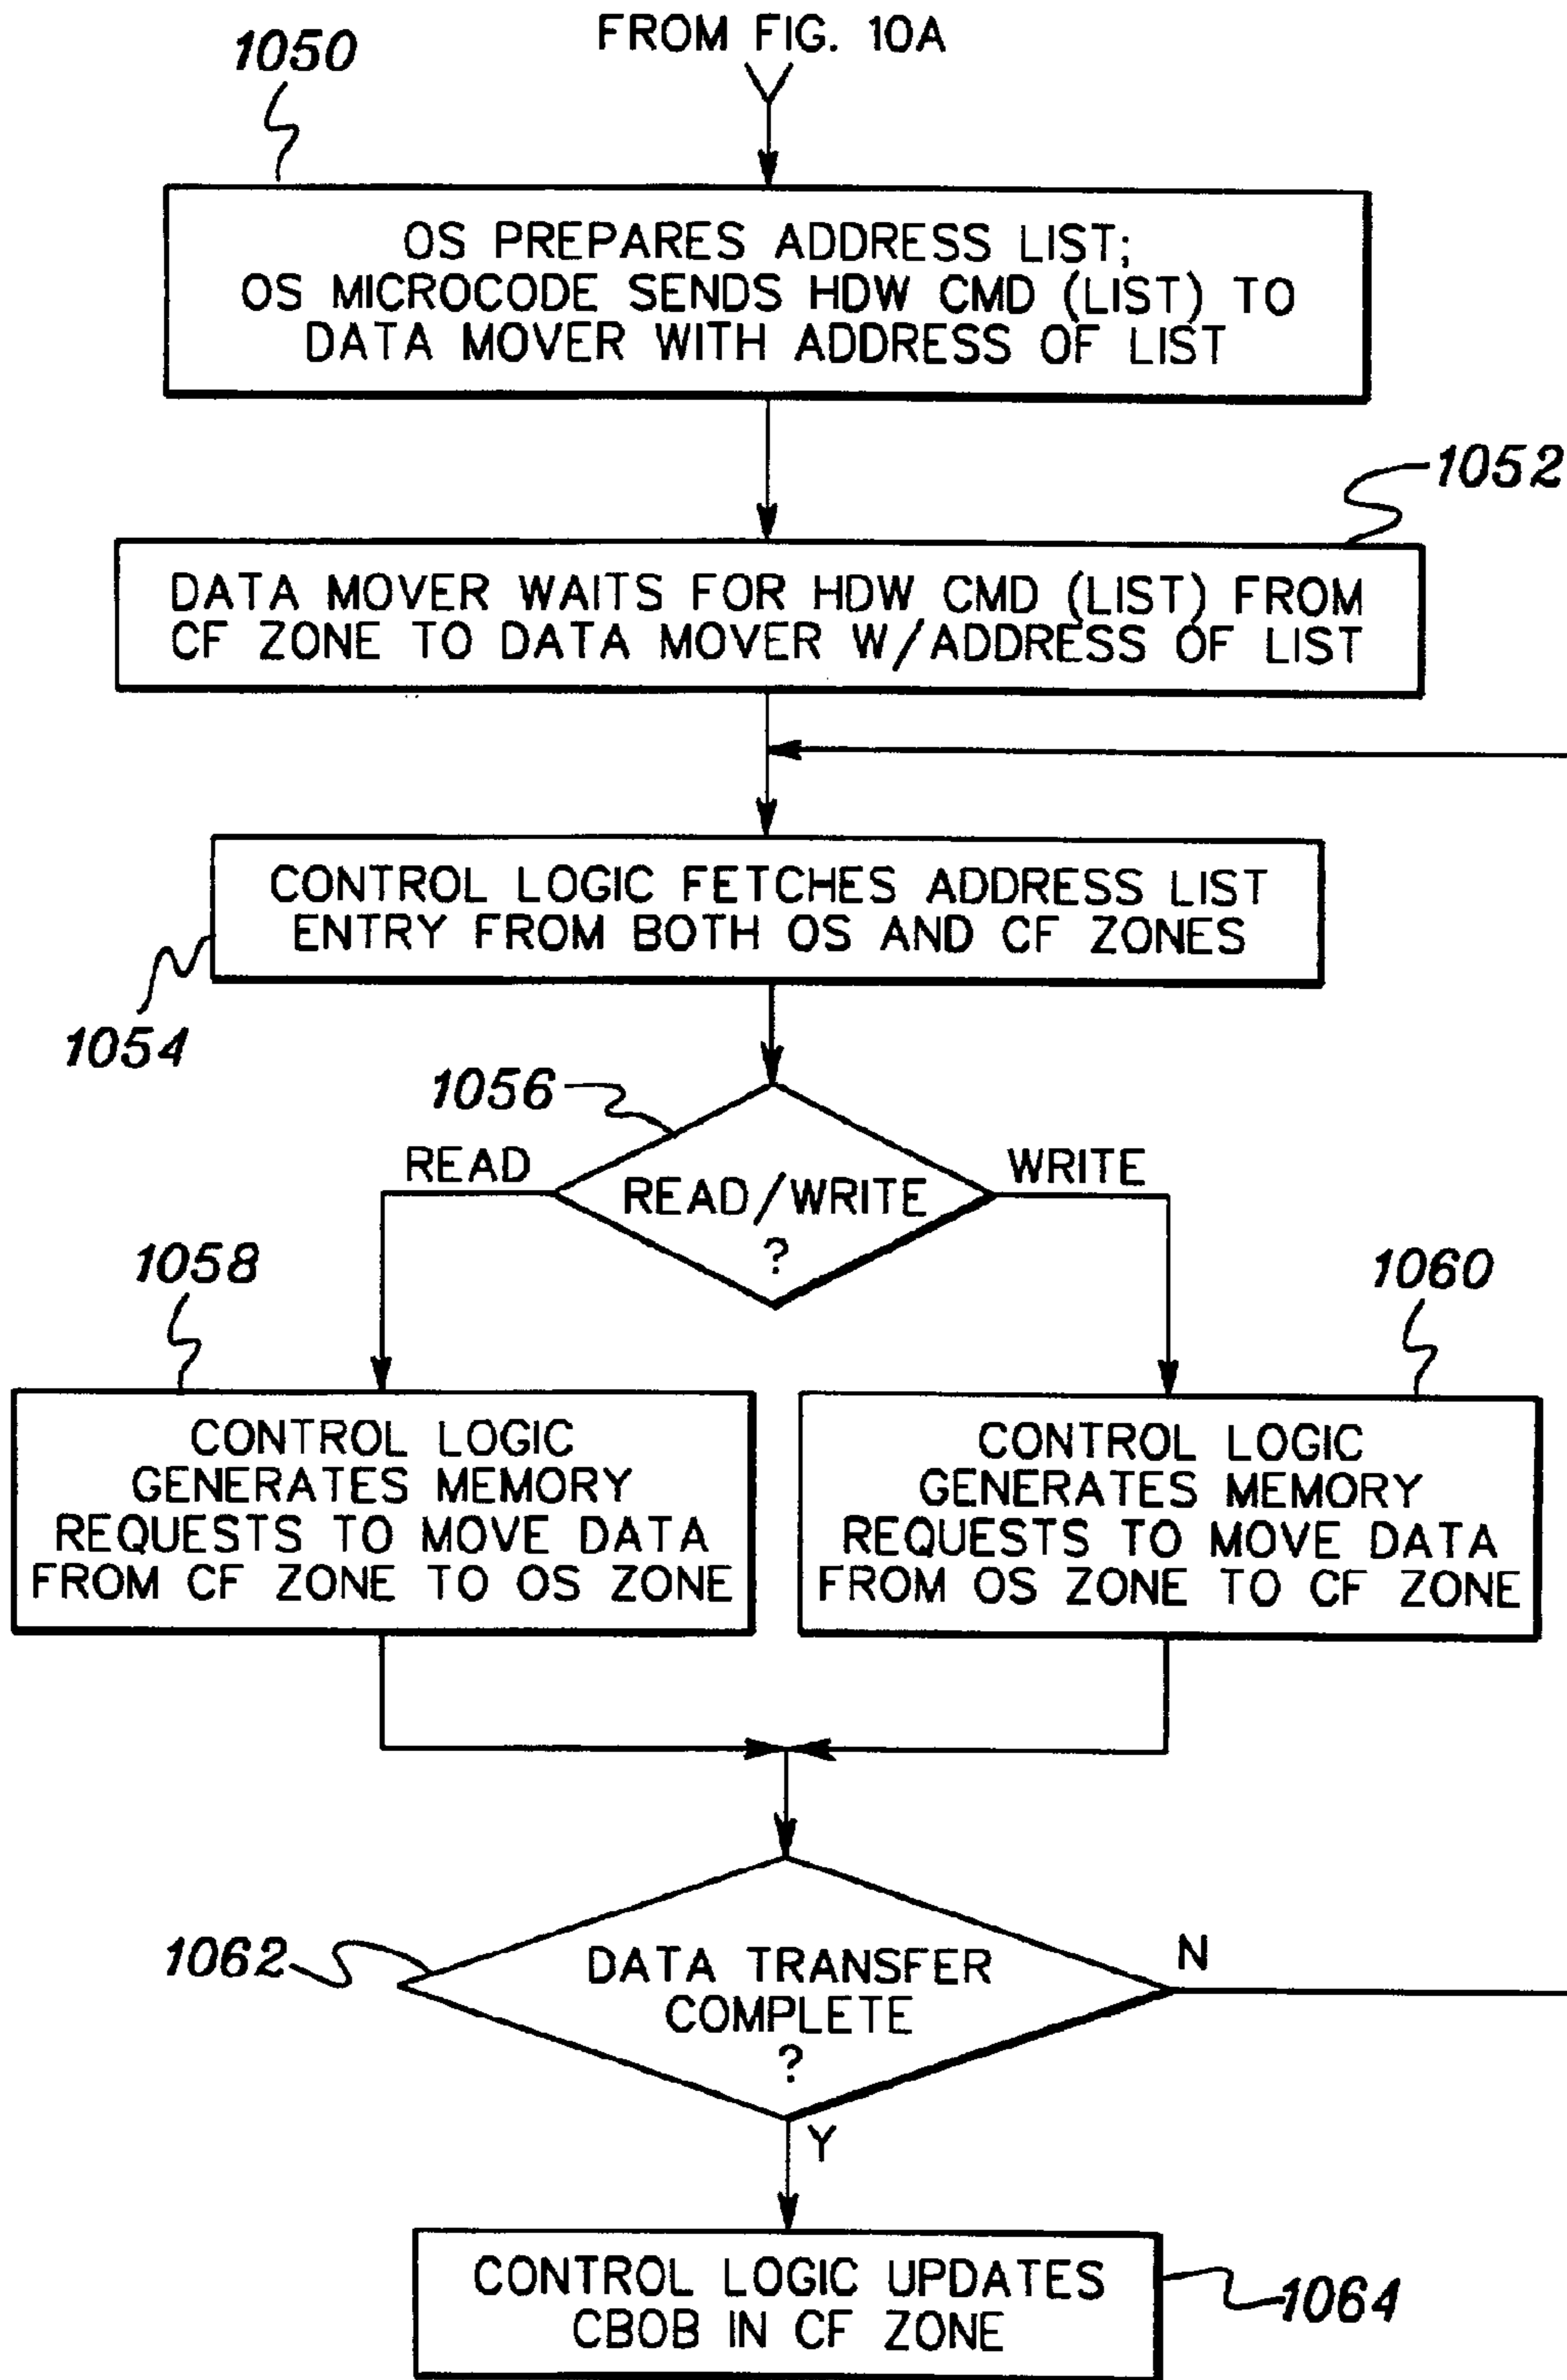 FROM FIG. 10A
1050
OS PREPARES ADDRESS LIST;
OS MICROCODE SENDS HDW CMD (LIST) TO
DATA MOVER WITH ADDRESS OF LIST
1052
DATA MOVER WAITS FOR HDW CMD (LIST) FROM
CF ZONE TO DATA MOVER W/ADDRESS OF LIST
CONTROL LOGIC FETCHES ADDRESS LIST
ENTRY FROM BOTH OS AND CF ZONES
1054
1056
READ
READ/WRITE
?
WRITE
1058
CONTROL LOGIC
GENERATES MEMORY
REQUESTS TO MOVE DATA
FROM CF ZONE TO OS ZONE
1060
CONTROL LOGIC
GENERATES MEMORY
REQUESTS TO MOVE DATA
FROM OS ZONE TO CF ZONE
1062
DATA TRANSFER
COMPLETE
?
N
Y
CONTROL LOGIC UPDATES
CBOB IN CF ZONE
1064